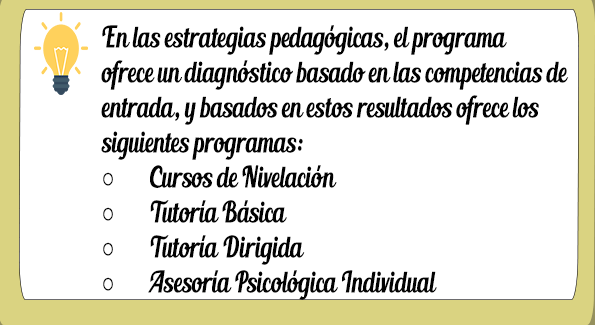 En las estrategias pedagógicas, el programa
ofrece un diagnóstico basado en las competencias de
entrada, y basados en estos resultados ofrece los
siguientes programas:
○ Cursos de Nivelación
○ Tutoría Básica
○ Tutoría Dirigida
○ Asesoría Psicológica Individual